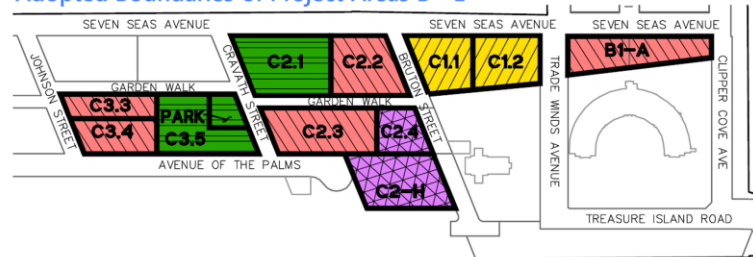 SEVEN SEAS AVENUE
SEVEN SEAS AVENUE
SEVEN SEAS AVENUE
JOHNSON STREET
CRAVATH STREET
BRUTON STREET
TRADE WINDS AVENUE
CLIPPER COVE AVE
C2.1
C2.2
C1.1
C1.2
B1-A
GARDEN WALK
GARDEN WALK
C3.3
C3.4
PARK
C3.5
C2.3
C2.4
C2-H
AVENUE OF THE PALMS
TREASURE ISLAND ROAD